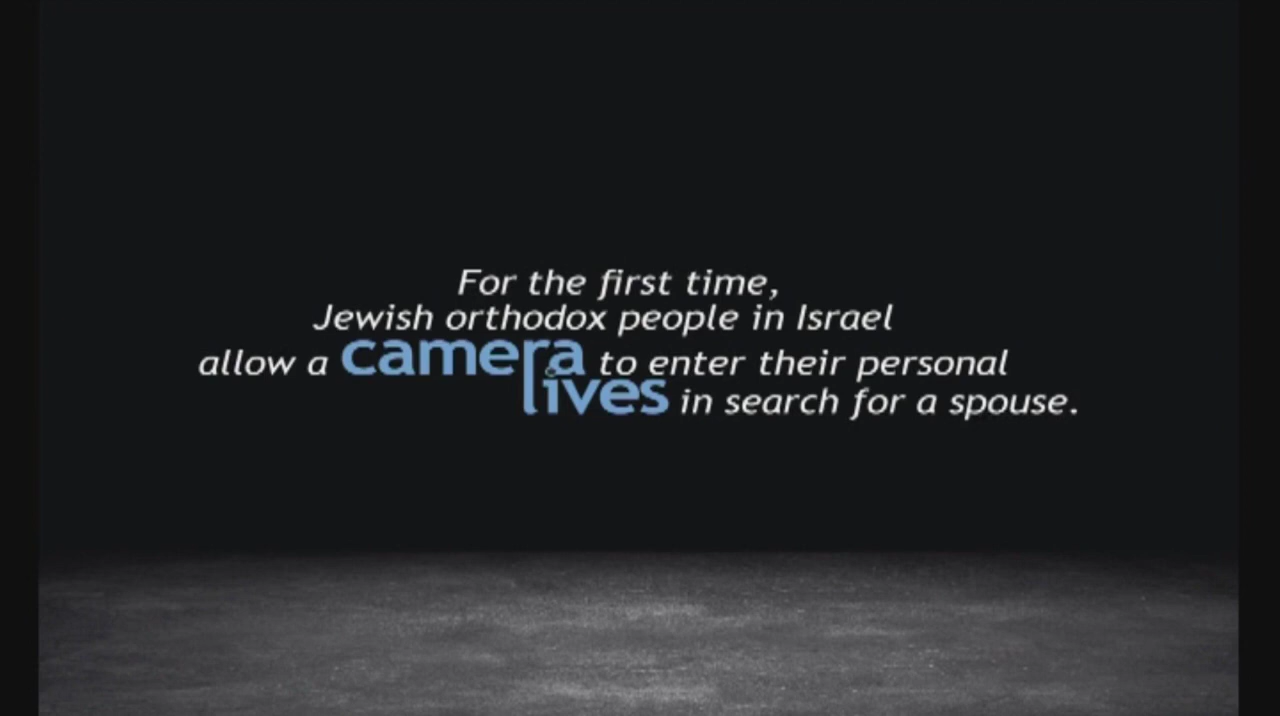 For the first time,
Jewish orthodox people in Israel
allow a camera to enter their personal
lives in search for a spouse.